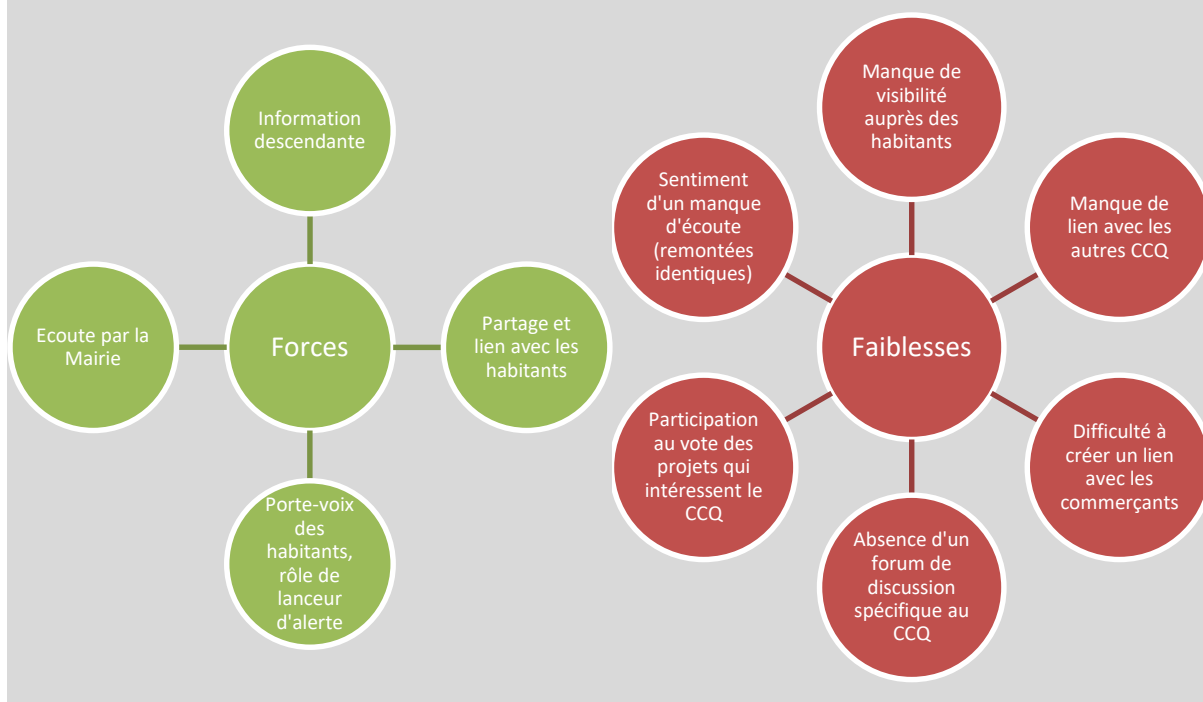 Information
descendante
Ecoute par la
Mairie
Forces
Partage et
lien avec les
habitants
Porte-voix
des
habitants,
rôle de
lanceur
d'alerte
Manque de
visibilité
auprès des
habitants
Sentiment
d'un manque
d'écoute
(remontées
identiques)
Manque de
lien avec les
autres CCQ
Faiblesses
Participation
au vote des
projets qui
intéressent le
CCQ
Difficulté à
créer un lien
avec les
commerçants
Absence d'un
forum de
discussion
spécifique au
CCQ